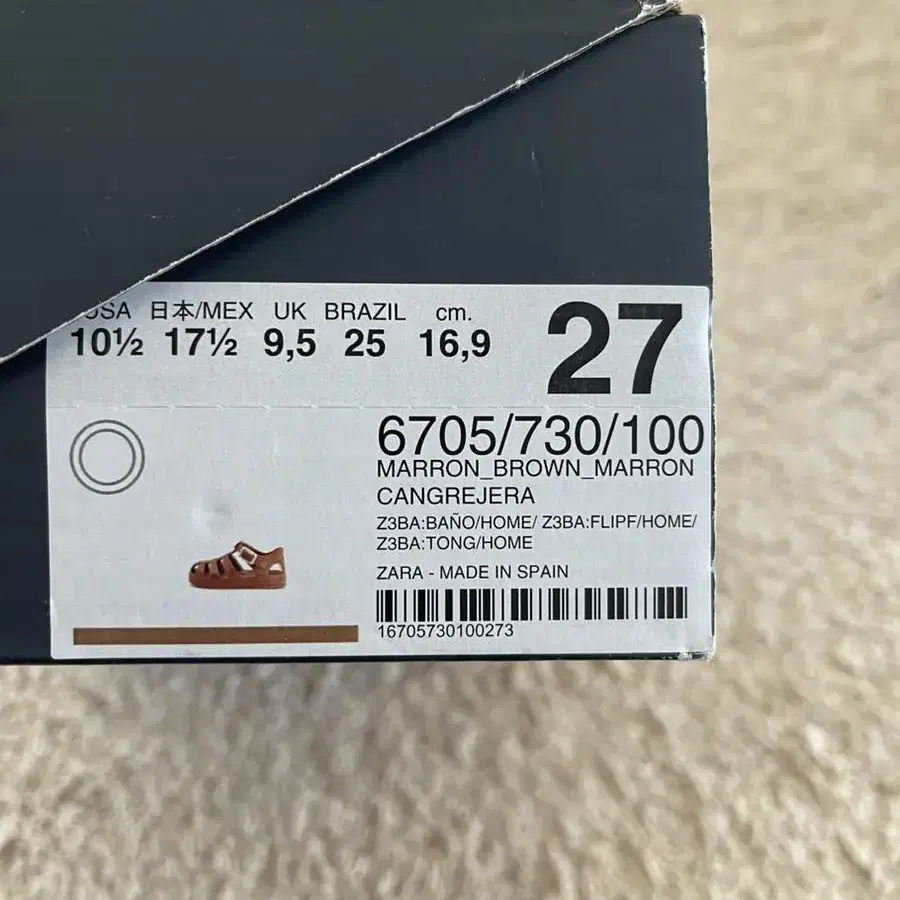 USA 日本/MEX UK BRAZIL cm.
10½ 17½ 9,5 25 16,9
27
6705/730/100
MARRON_BROWN_MARRON
CANGREJERA
Z3BA:BAÑO/HOME/ Z3BA:FLIPF/HOME/
Z3BA:TONG/HOME
ZARA - MADE IN SPAIN
16705730100273